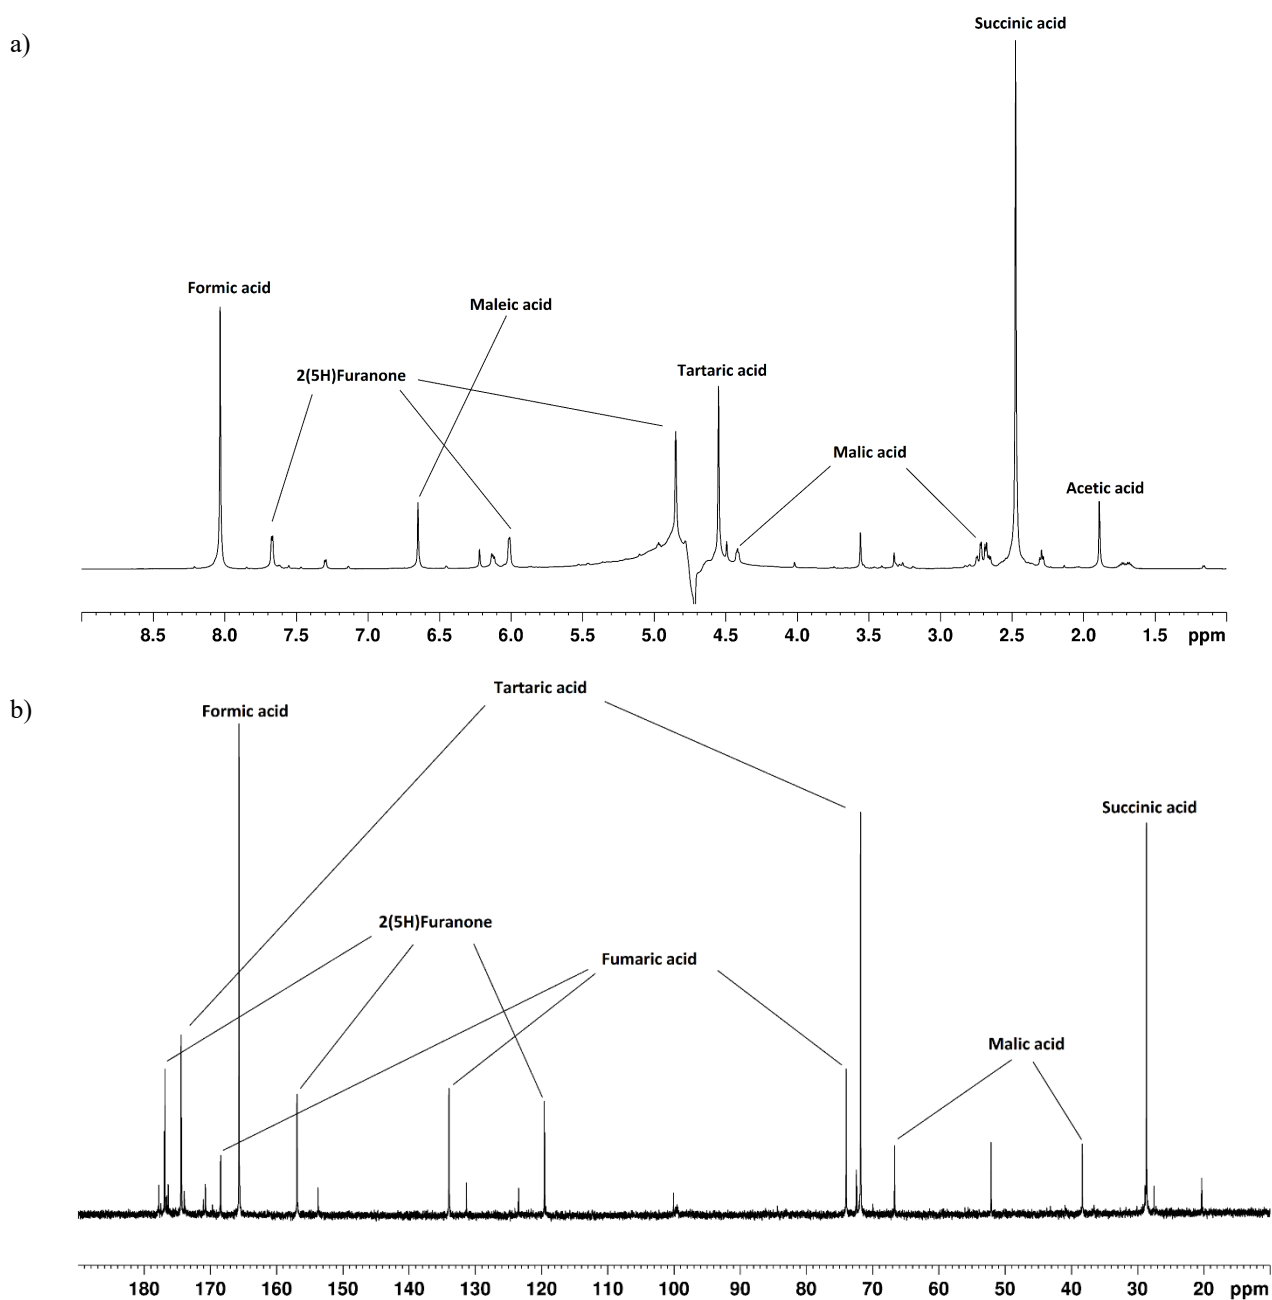 a)
Succinic acid
Formic acid
Maleic acid
2(5H)Furanone
Tartaric acid
Malic acid
Acetic acid
8.5 8.0 7.5 7.0 6.5 6.0 5.5 5.0 4.5 4.0 3.5 3.0 2.5 2.0 1.5 ppm
b)
Tartaric acid
Formic acid
Succinic acid
2(5H)Furanone
Fumaric acid
Malic acid
180 170 160 150 140 130 120 110 100 90 80 70 60 50 40 30 20 ppm